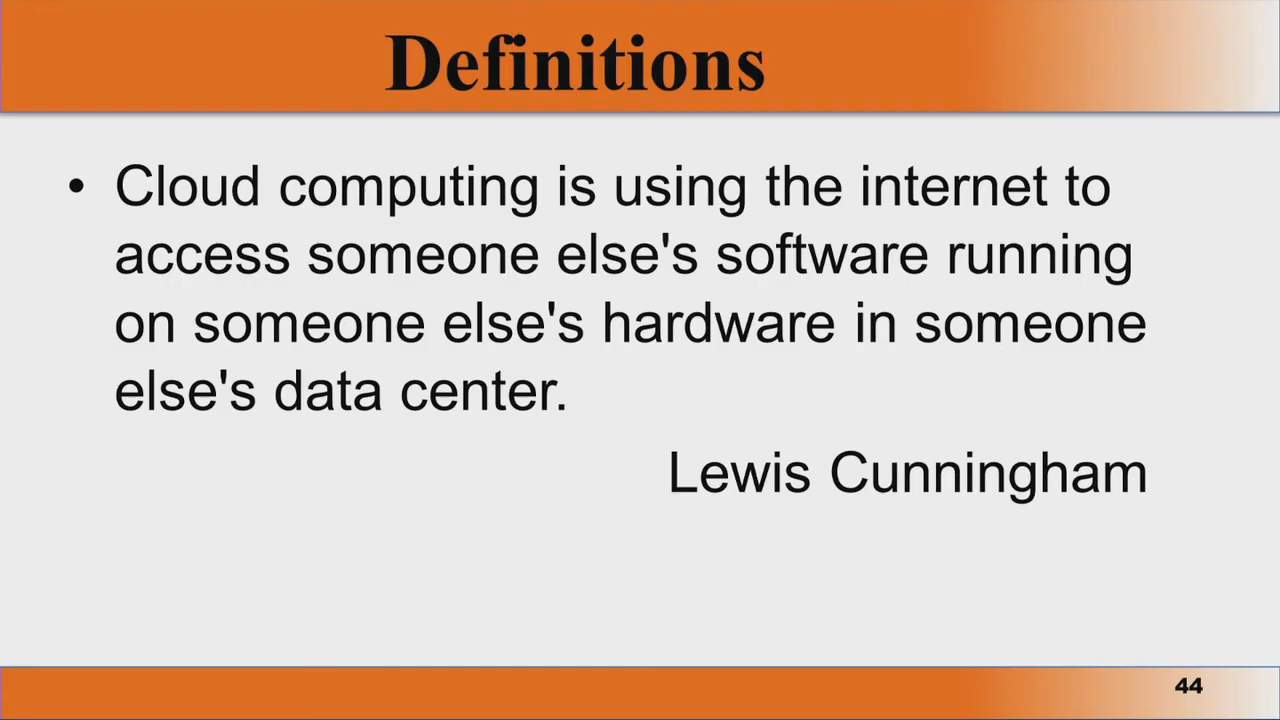 Definitions
• Cloud computing is using the internet to
access someone else's software running
on someone else's hardware in someone
else's data center.
Lewis Cunningham
44